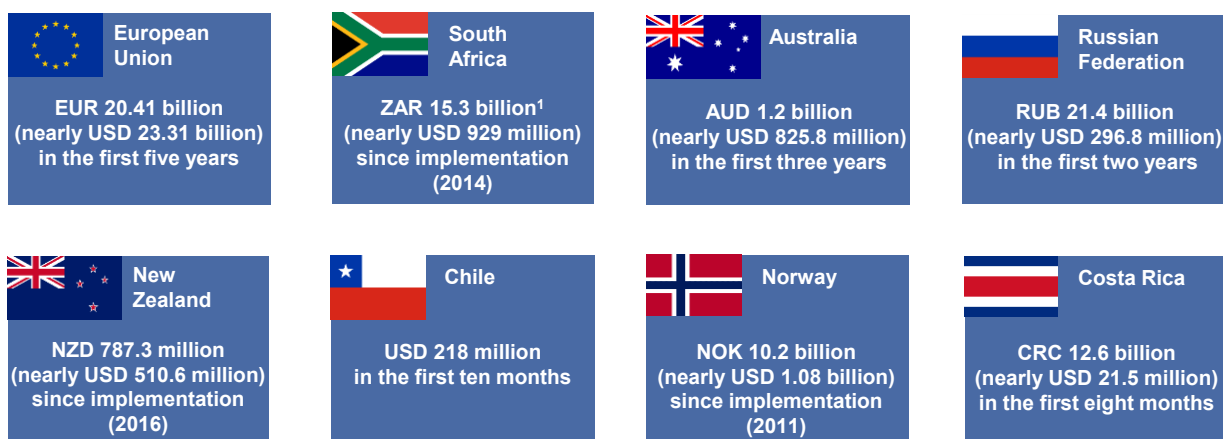 European
Union
EUR 20.41 billion
(nearly USD 23.31 billion)
in the first five years
South
Africa
ZAR 15.3 billion¹
(nearly USD 929 million)
since implementation
(2014)
Australia
AUD 1.2 billion
(nearly USD 825.8 million)
in the first three years
Russian
Federation
RUB 21.4 billion
(nearly USD 296.8 million)
in the first two years
New
Zealand
NZD 787.3 million
(nearly USD 510.6 million)
since implementation
(2016)
Chile
USD 218 million
in the first ten months
Norway
NOK 10.2 billion
(nearly USD 1.08 billion)
since implementation
(2011)
Costa Rica
CRC 12.6 billion
(nearly USD 21.5 million)
in the first eight months